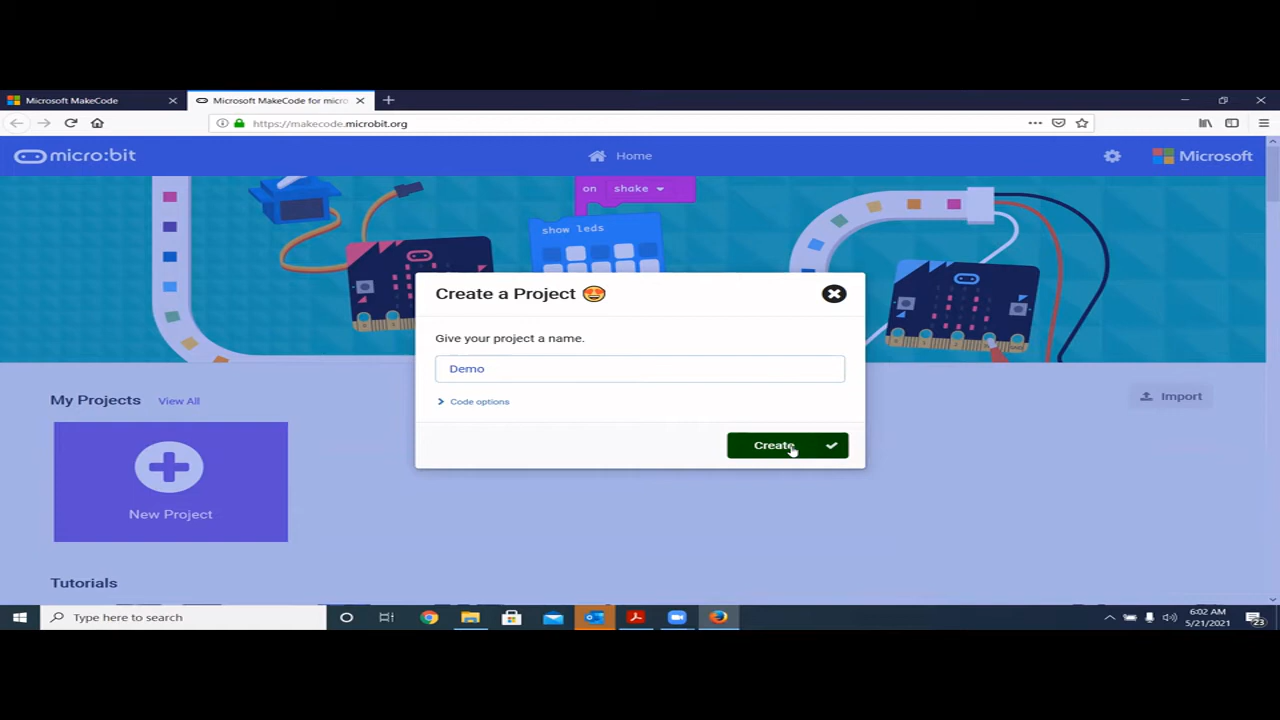 Microsoft MakeCode
Microsoft MakeCode for micro
https://makecode.microbit.org
micro:bit
Home
Microsoft
on shake
show leds
Create a Project 😍
Give your project a name.
Demo
Code options
Create
My Projects
View All
Import
New Project
Tutorials
Type here to search
6:02 AM
5/21/2021
23